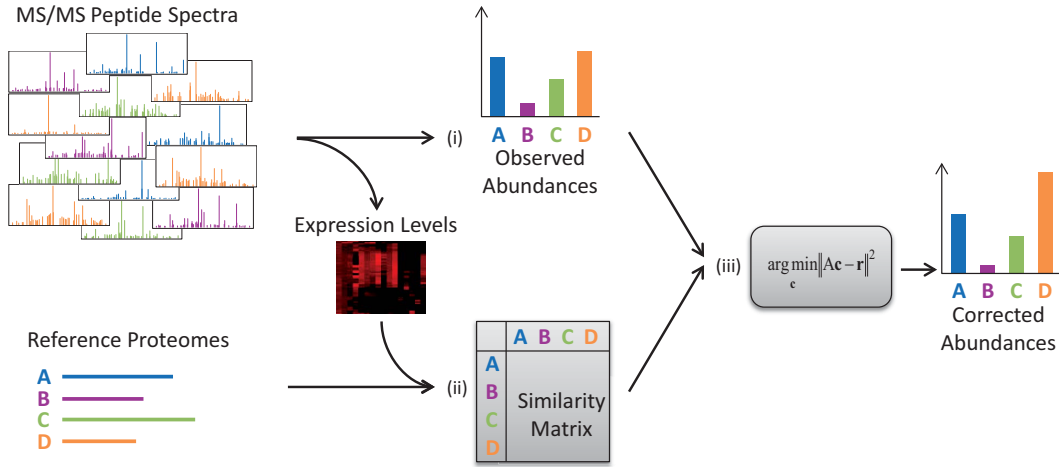 MS/MS Peptide Spectra
(i)
A B C D
Observed
Abundances
Expression Levels
(iii)
arg min‖Ac − r‖²
c
A B C D
Corrected
Abundances
Reference Proteomes
A
B
C
D
(ii)
A B C D
A
B
C
D
Similarity
Matrix